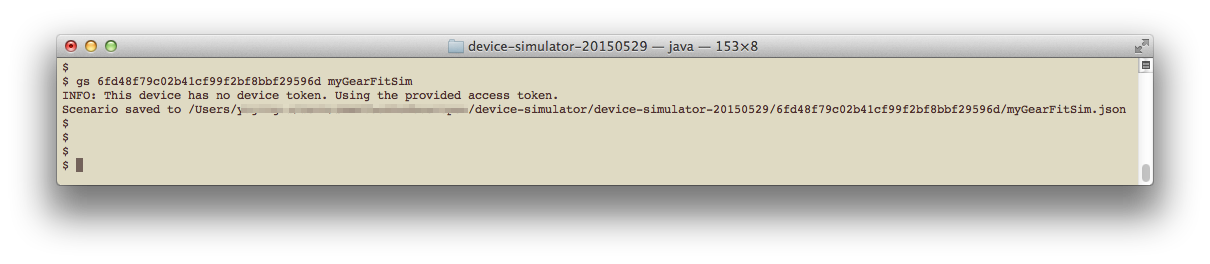 device-simulator-20150529 — java — 153×8
$
$ gs 6fd48f79c02b41cf99f2bf8bbf29596d myGearFitSim
INFO: This device has no device token. Using the provided access token.
Scenario saved to /Users/ /device-simulator/device-simulator-20150529/6fd48f79c02b41cf99f2bf8bbf29596d/myGearFitSim.json
$
$
$
$